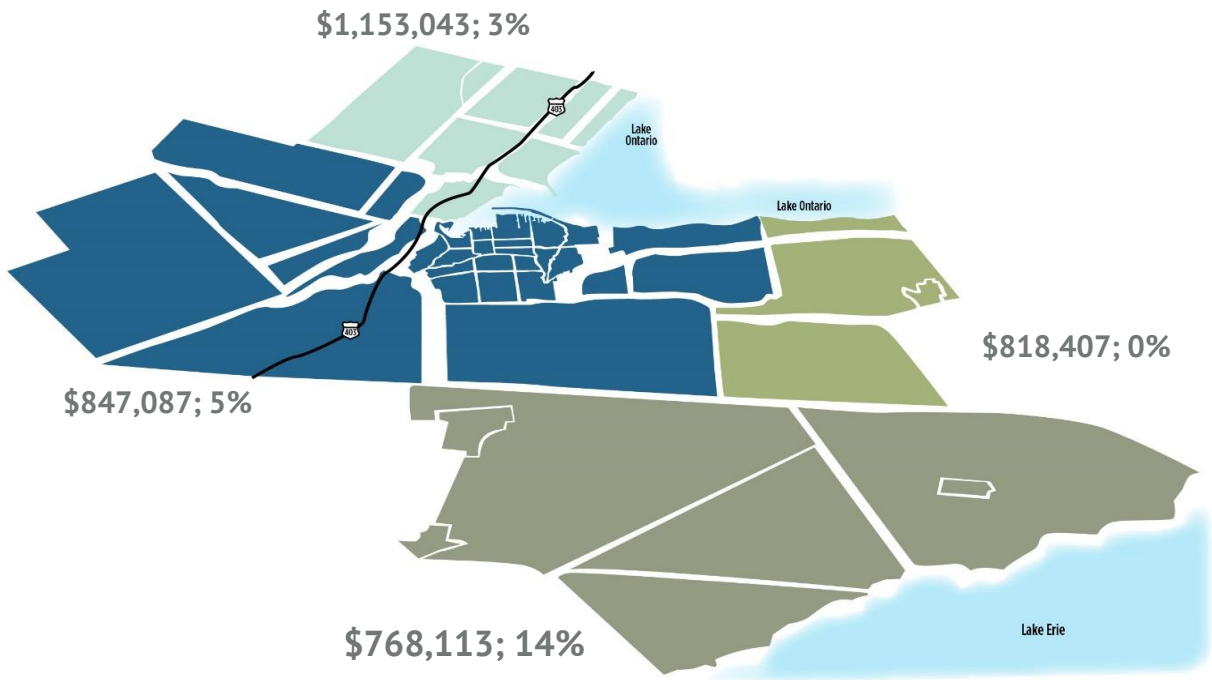 $1,153,043; 3%
403
Lake
Ontario
Lake Ontario
403
$818,407; 0%
$847,087; 5%
$768,113; 14%
Lake Erie